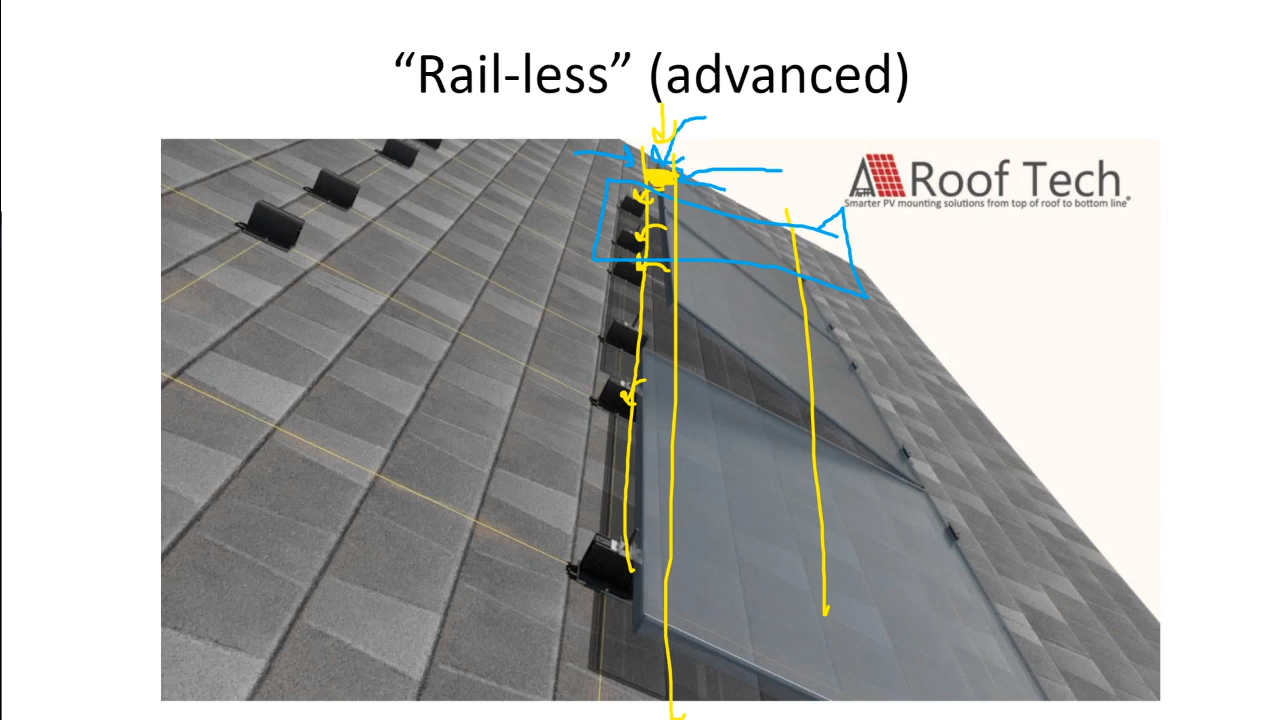 “Rail-less” (advanced)
Roof Tech®
Smarter PV mounting solutions from top of roof to bottom line®